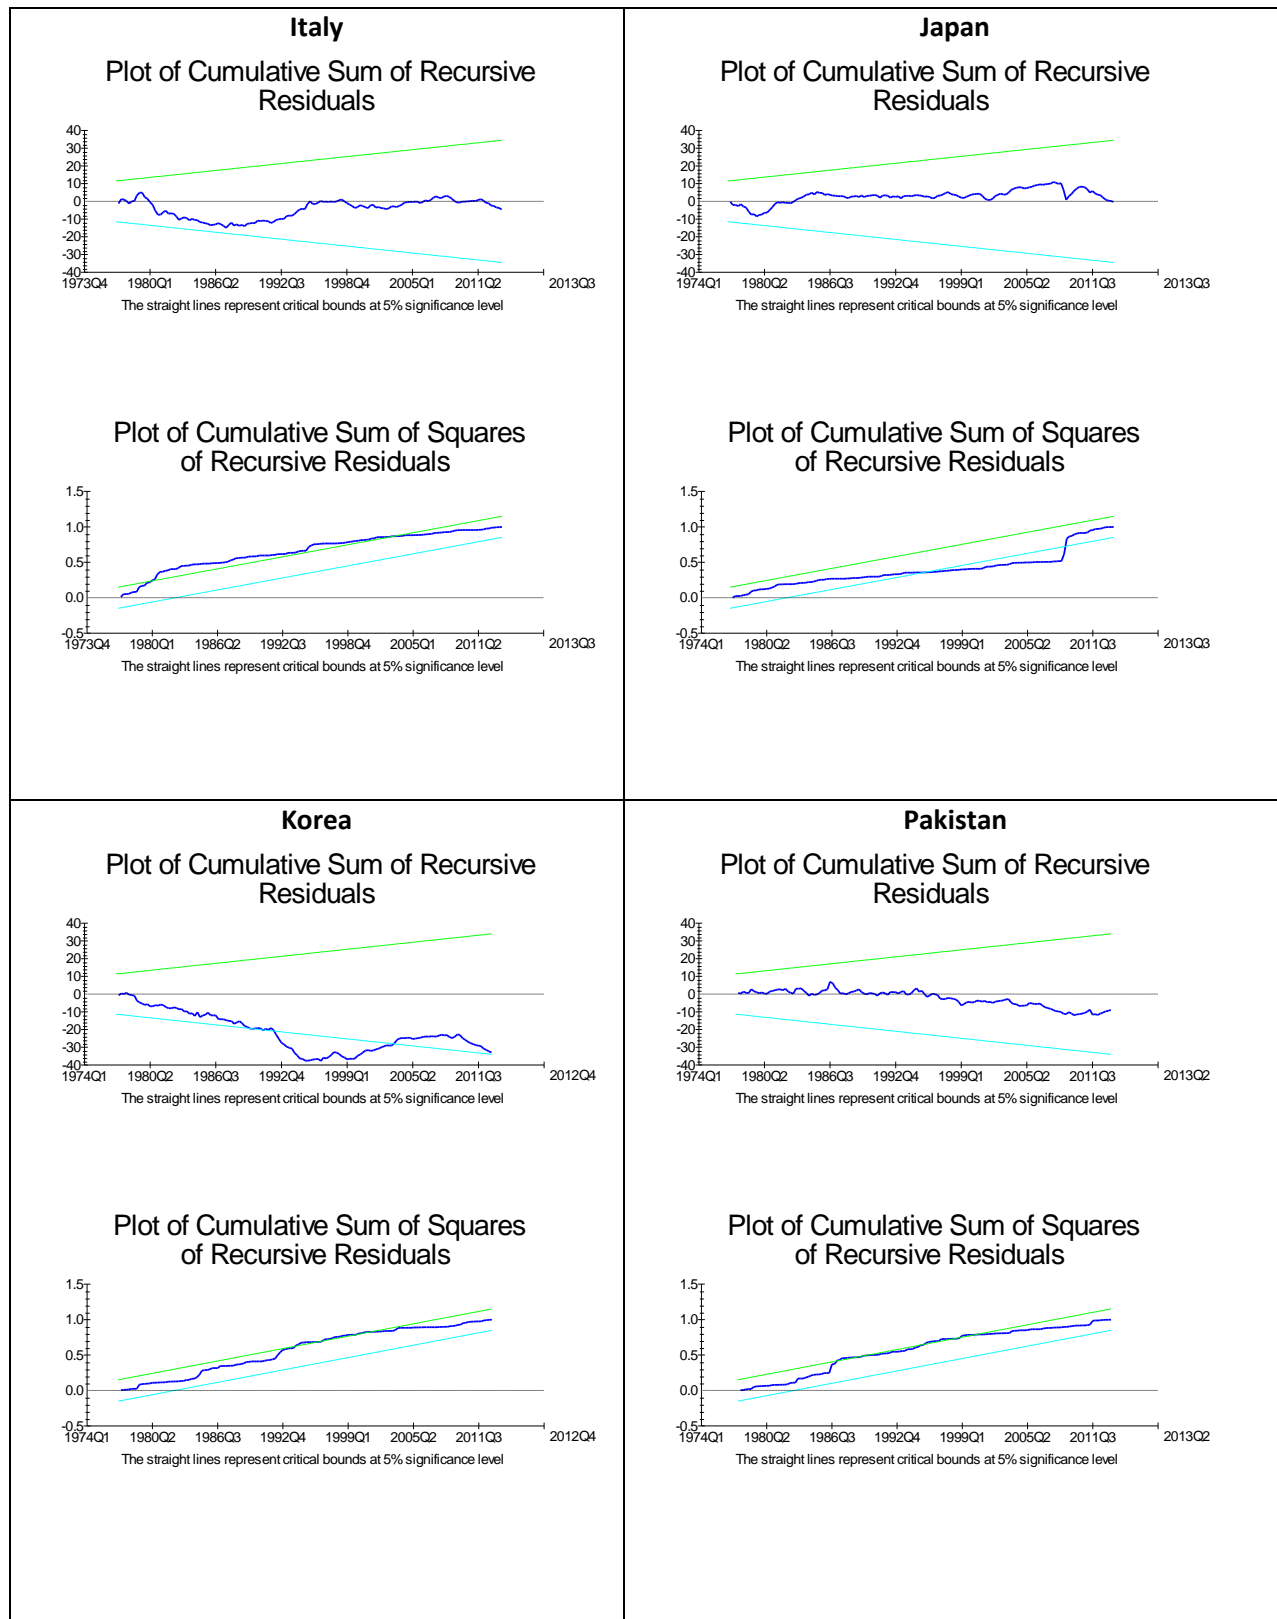 Italy
Plot of Cumulative Sum of Recursive
Residuals
40
30
20
10
0
-10
-20
-30
-40
1973Q4 1980Q1 1986Q2 1992Q3 1998Q4 2005Q1 2011Q2 2013Q3
The straight lines represent critical bounds at 5% significance level
Plot of Cumulative Sum of Squares
of Recursive Residuals
1.5
1.0
0.5
0.0
-0.5
1973Q4 1980Q1 1986Q2 1992Q3 1998Q4 2005Q1 2011Q2 2013Q3
The straight lines represent critical bounds at 5% significance level
Japan
Plot of Cumulative Sum of Recursive
Residuals
40
30
20
10
0
-10
-20
-30
-40
1974Q1 1980Q2 1986Q3 1992Q4 1999Q1 2005Q2 2011Q3 2013Q3
The straight lines represent critical bounds at 5% significance level
Plot of Cumulative Sum of Squares
of Recursive Residuals
1.5
1.0
0.5
0.0
-0.5
1974Q1 1980Q2 1986Q3 1992Q4 1999Q1 2005Q2 2011Q3 2013Q3
The straight lines represent critical bounds at 5% significance level
Korea
Plot of Cumulative Sum of Recursive
Residuals
40
30
20
10
0
-10
-20
-30
-40
1974Q1 1980Q2 1986Q3 1992Q4 1999Q1 2005Q2 2011Q3 2012Q4
The straight lines represent critical bounds at 5% significance level
Plot of Cumulative Sum of Squares
of Recursive Residuals
1.5
1.0
0.5
0.0
-0.5
1974Q1 1980Q2 1986Q3 1992Q4 1999Q1 2005Q2 2011Q3 2012Q4
The straight lines represent critical bounds at 5% significance level
Pakistan
Plot of Cumulative Sum of Recursive
Residuals
40
30
20
10
0
-10
-20
-30
-40
1974Q1 1980Q2 1986Q3 1992Q4 1999Q1 2005Q2 2011Q3 2013Q2
The straight lines represent critical bounds at 5% significance level
Plot of Cumulative Sum of Squares
of Recursive Residuals
1.5
1.0
0.5
0.0
-0.5
1974Q1 1980Q2 1986Q3 1992Q4 1999Q1 2005Q2 2011Q3 2013Q2
The straight lines represent critical bounds at 5% significance level